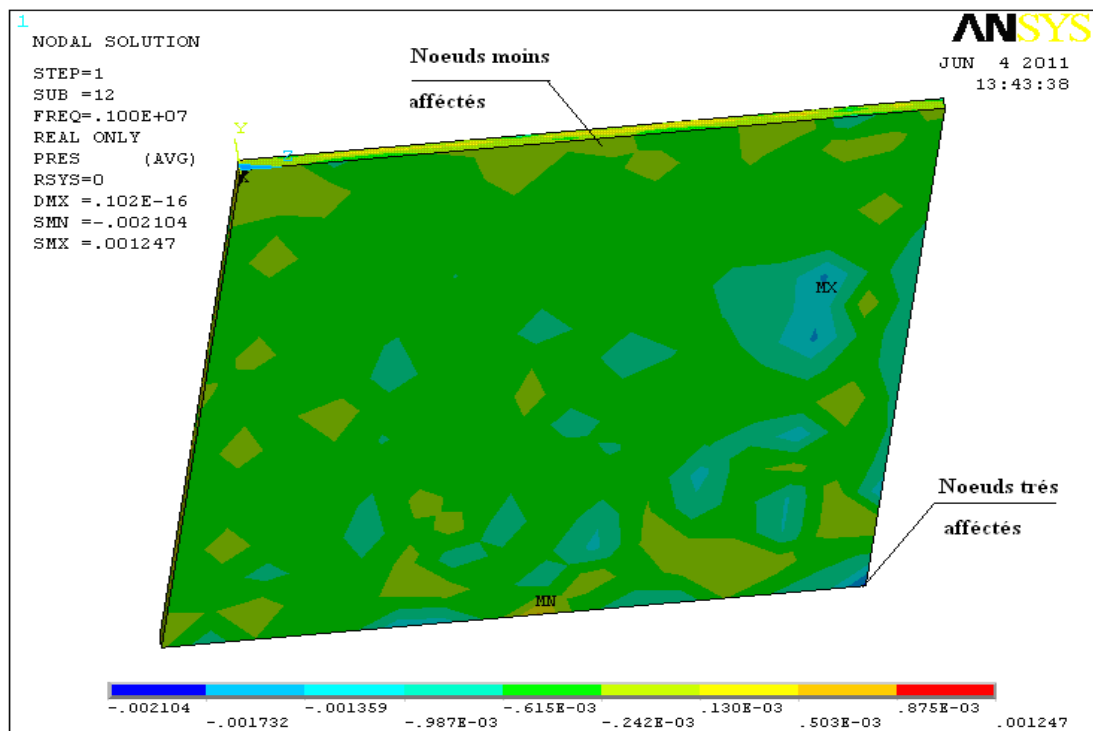 1
NODAL SOLUTION
STEP=1
SUB =12
FREQ=.100E+07
REAL ONLY
PRES (AVG)
RSYS=0
DMX =.102E-16
SMN =-.002104
SMX =.001247
ANSYS
JUN 4 2011
13:43:38
Noeuds moins
afféctés
Y
Z
X
MX
Noeuds trés
afféctés
MN
-.002104 -.001359 -.615E-03 .130E-03 .875E-03
-.001732 -.987E-03 -.242E-03 .503E-03 .001247